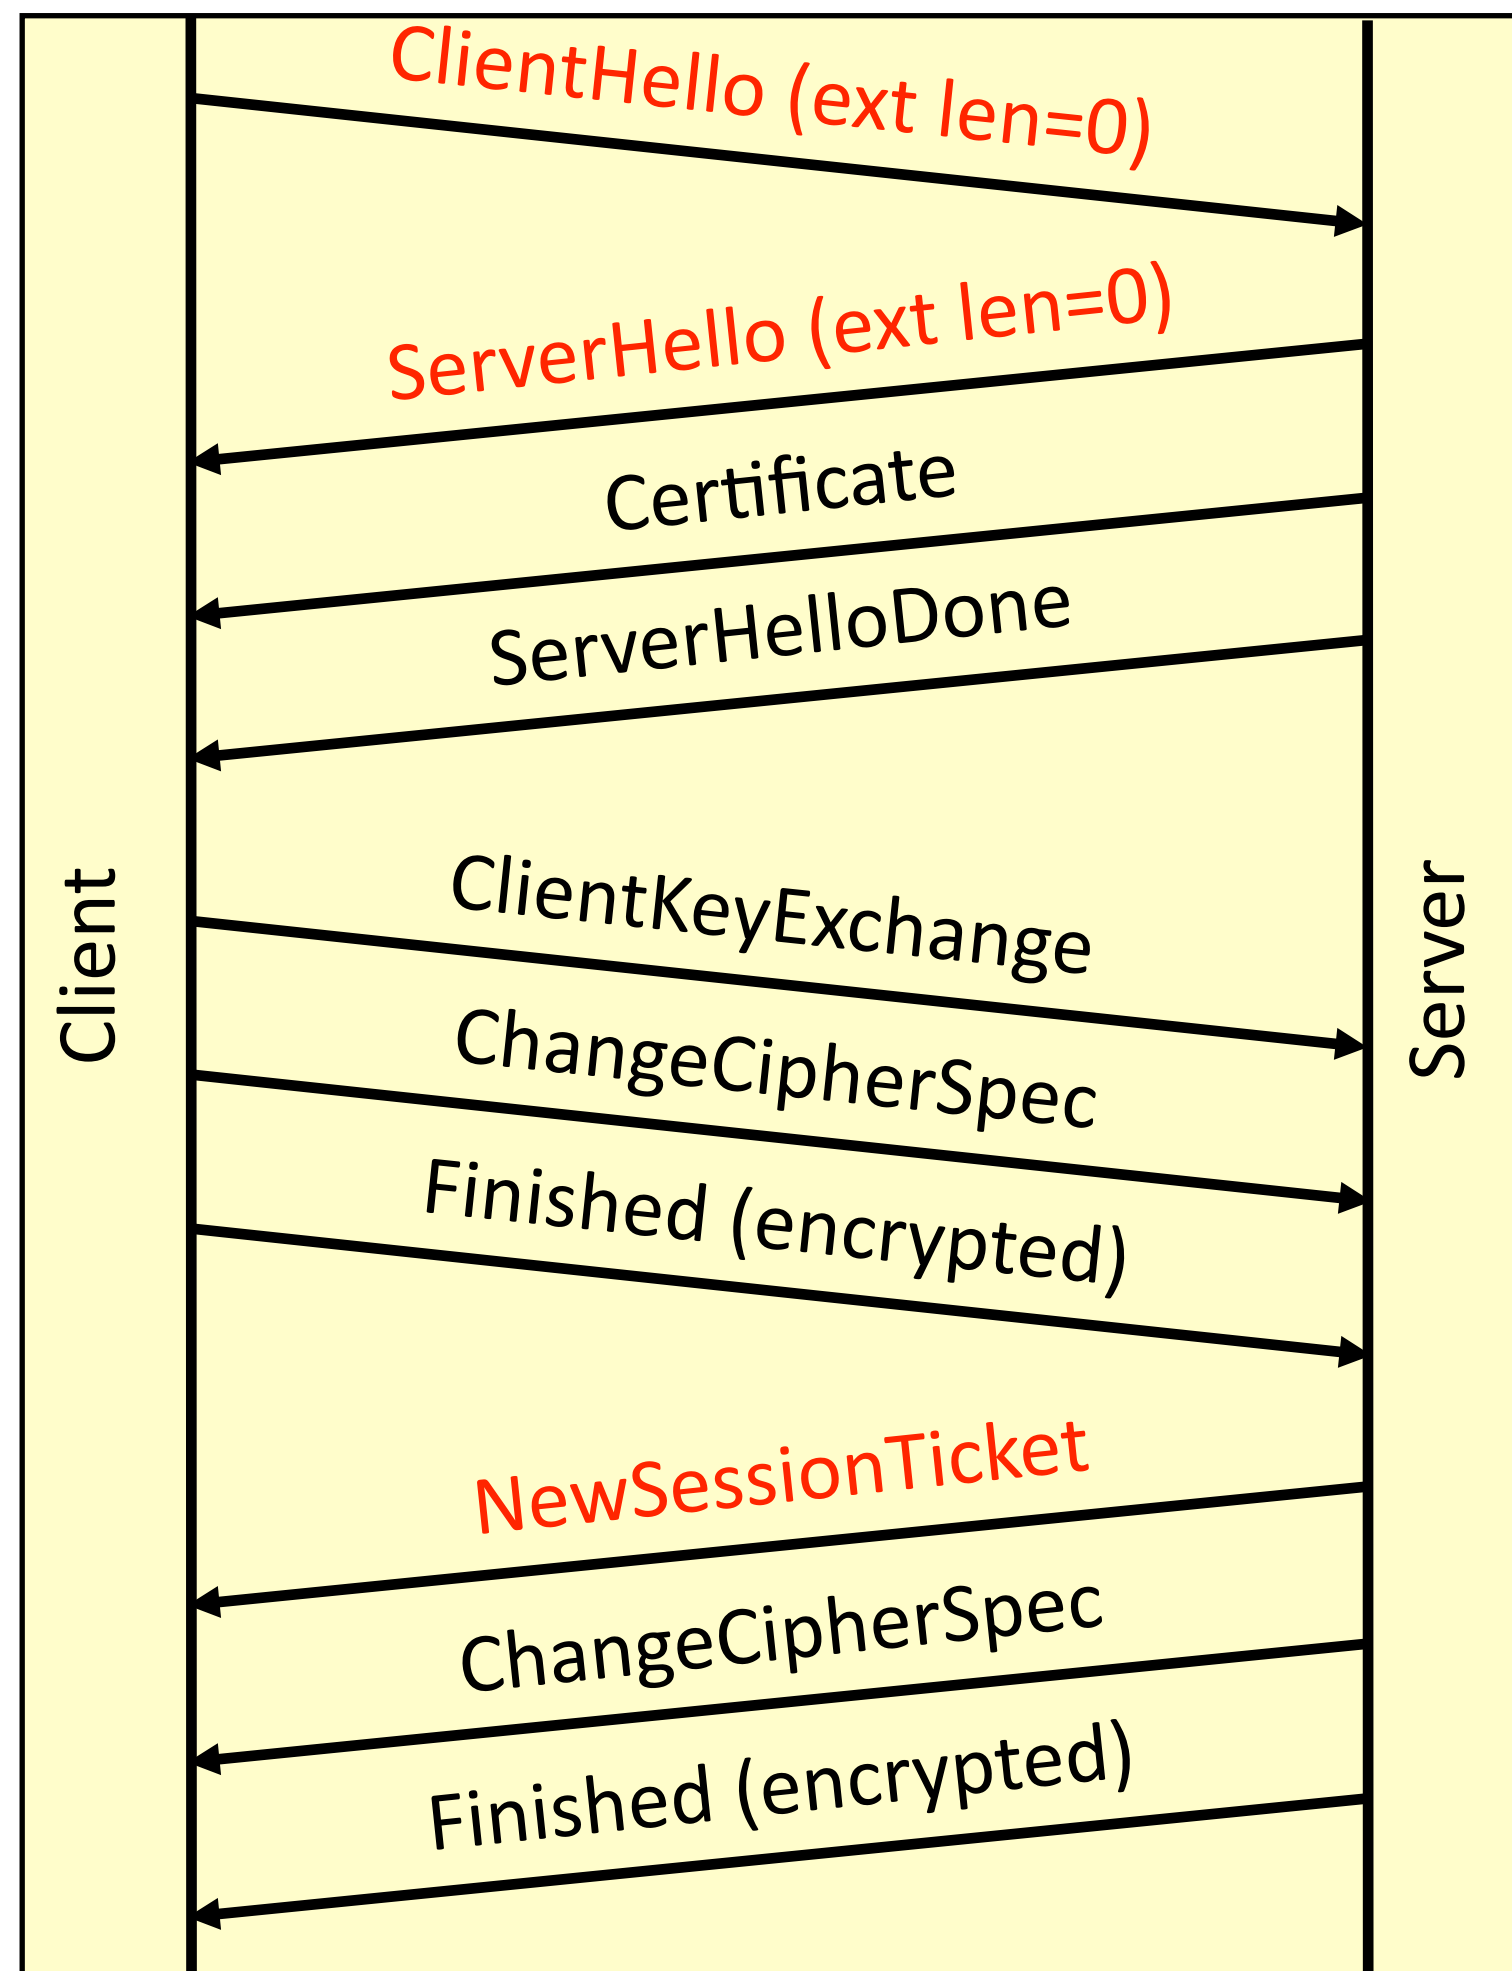 ClientHello (ext len=0)
ServerHello (ext len=0)
Certificate
ServerHelloDone
Client
ClientKeyExchange
Server
ChangeCipherSpec
Finished (encrypted)
NewSessionTicket
ChangeCipherSpec
Finished (encrypted)